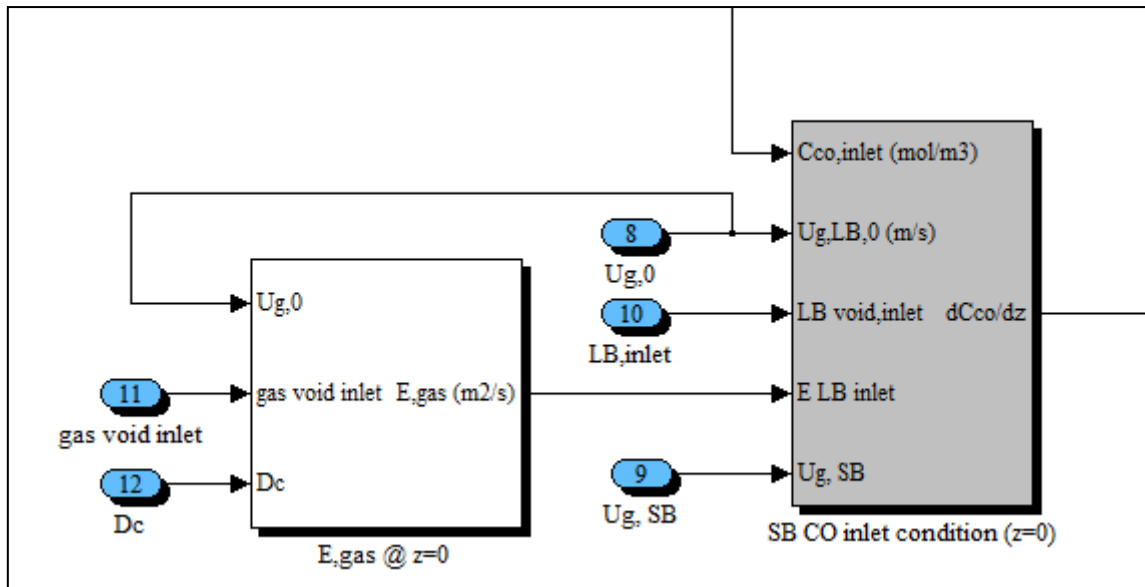 Cco,inlet (mol/m3)
8
Ug,LB,0 (m/s)
Ug,0
Ug,0
10
LB void,inlet dCco/dz
LB,inlet
11
gas void inlet E,gas (m2/s)
E LB inlet
gas void inlet
12
Dc
9
Ug, SB
Dc
Ug, SB
SB CO inlet condition (z=0)
E,gas @ z=0